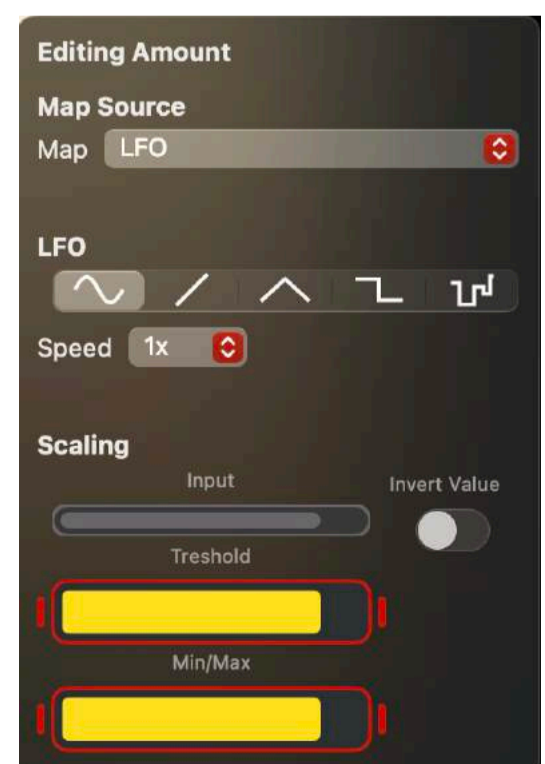 Editing Amount
Map Source
Map LFO
LFO
Speed 1x
Scaling
Input Invert Value
Treshold
Min/Max